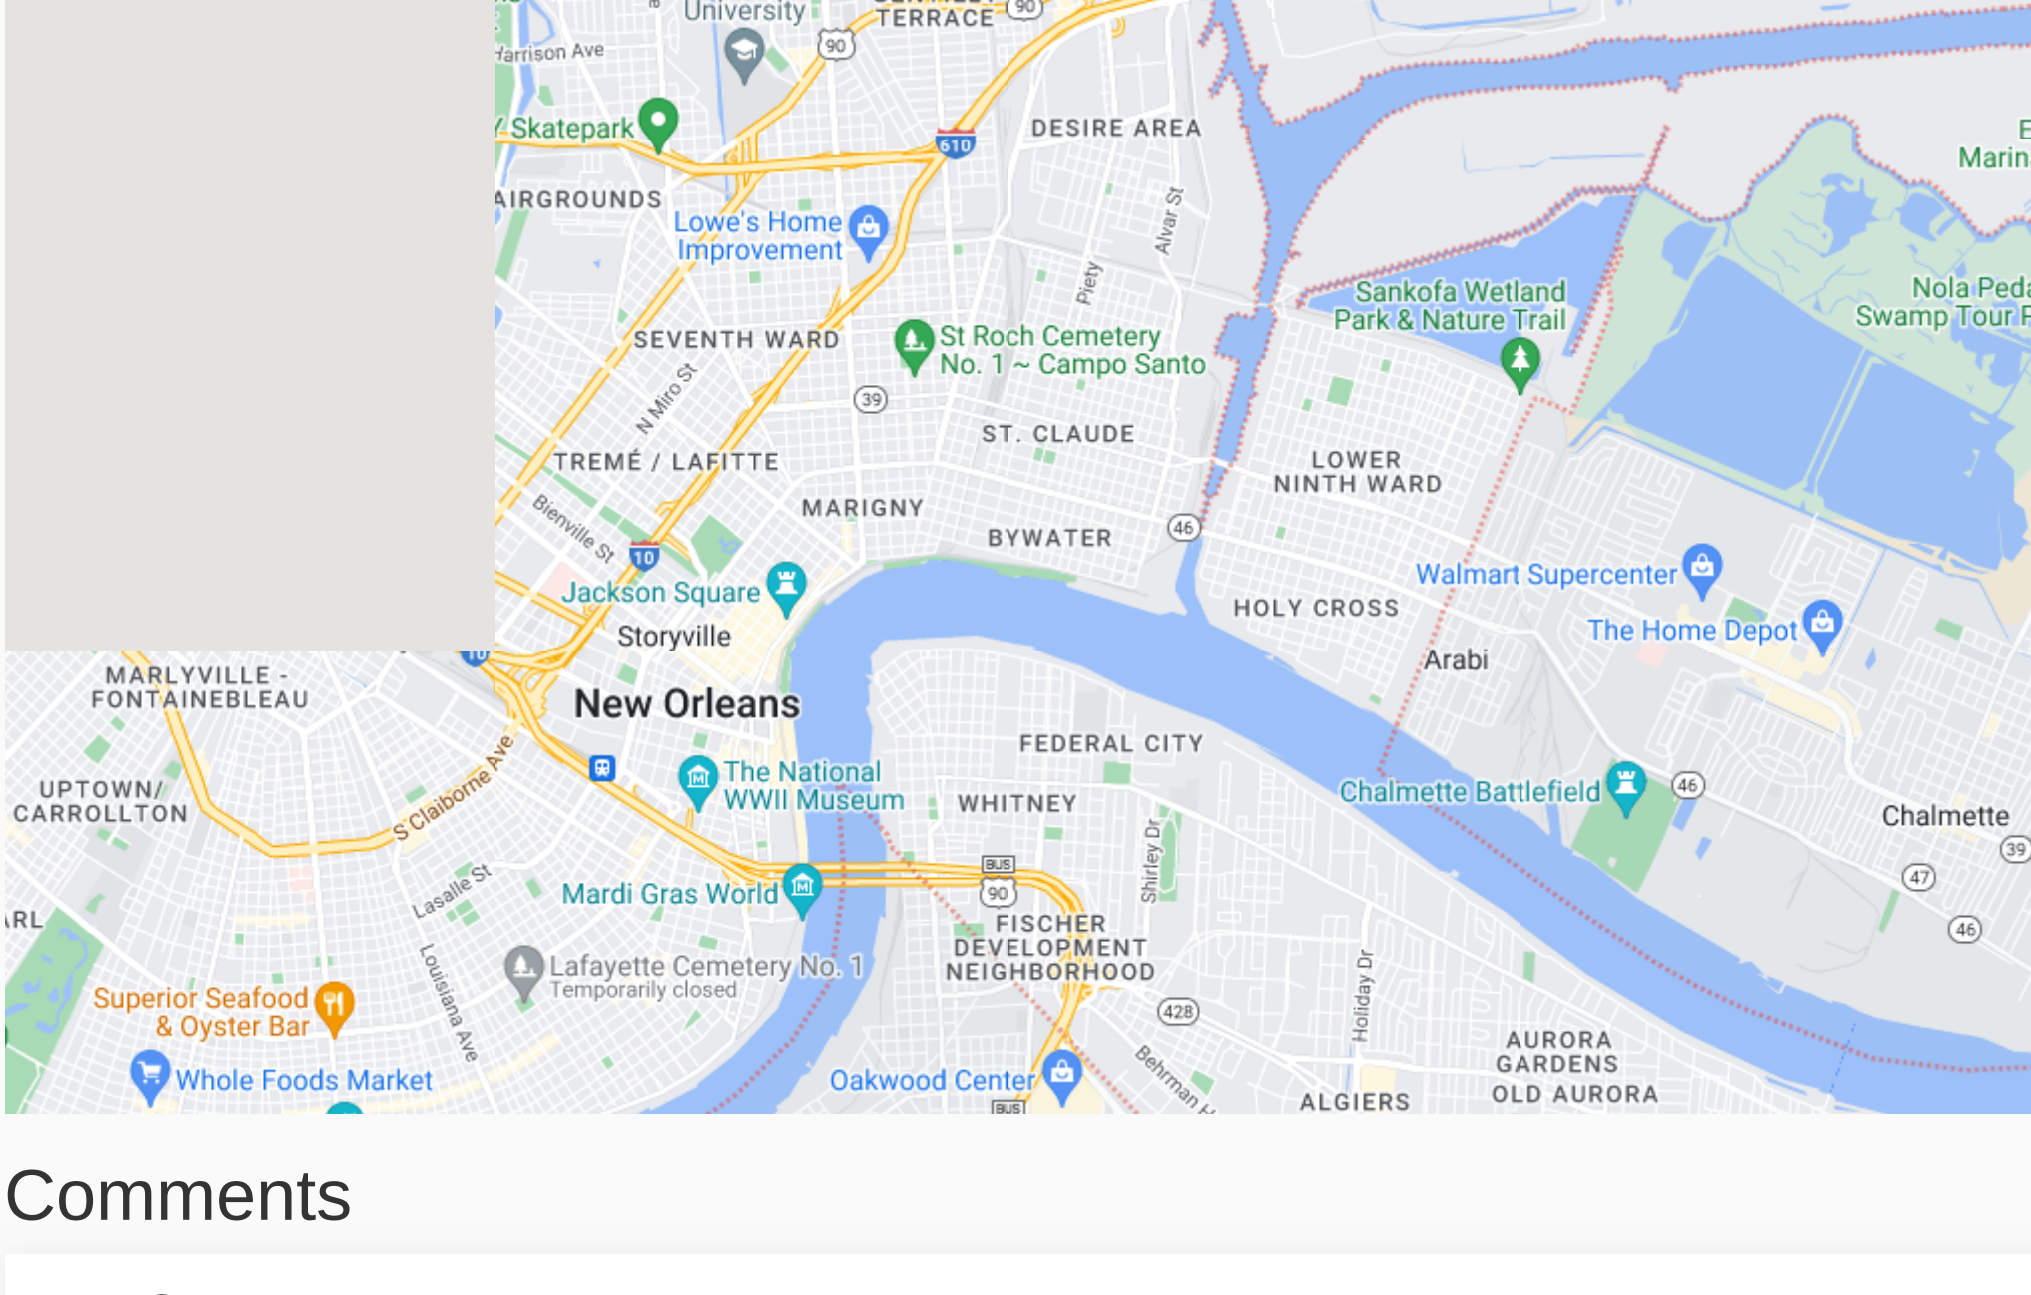 University
TERRACE
90
90
Harrison Ave
Skatepark
610
DESIRE AREA
Marin
AIRGROUNDS
Lowe's Home
Improvement
Alvar St
Piety
Sankofa Wetland
Park & Nature Trail
Nola Peda
Swamp Tour
SEVENTH WARD
St Roch Cemetery
No. 1 ~ Campo Santo
N Miro St
39
ST. CLAUDE
TREMÉ / LAFITTE
LOWER
NINTH WARD
MARIGNY
BYWATER
46
Bienville St
10
Jackson Square
Walmart Supercenter
HOLY CROSS
The Home Depot
Storyville
Arabi
10
MARLYVILLE -
FONTAINEBLEAU
New Orleans
FEDERAL CITY
S Claiborne Ave
The National
WWII Museum
UPTOWN/
CARROLLTON
WHITNEY
Chalmette Battlefield
46
Chalmette
39
Shirley Dr
BUS
90
47
Lasalle St
Mardi Gras World
ARL
FISCHER
DEVELOPMENT
NEIGHBORHOOD
46
Lafayette Cemetery No. 1
Temporarily closed
Louisiana Ave
Holiday Dr
Superior Seafood
& Oyster Bar
428
AURORA
GARDENS
Behrman H
Whole Foods Market
Oakwood Center
OLD AURORA
ALGIERS
BUS
Comments